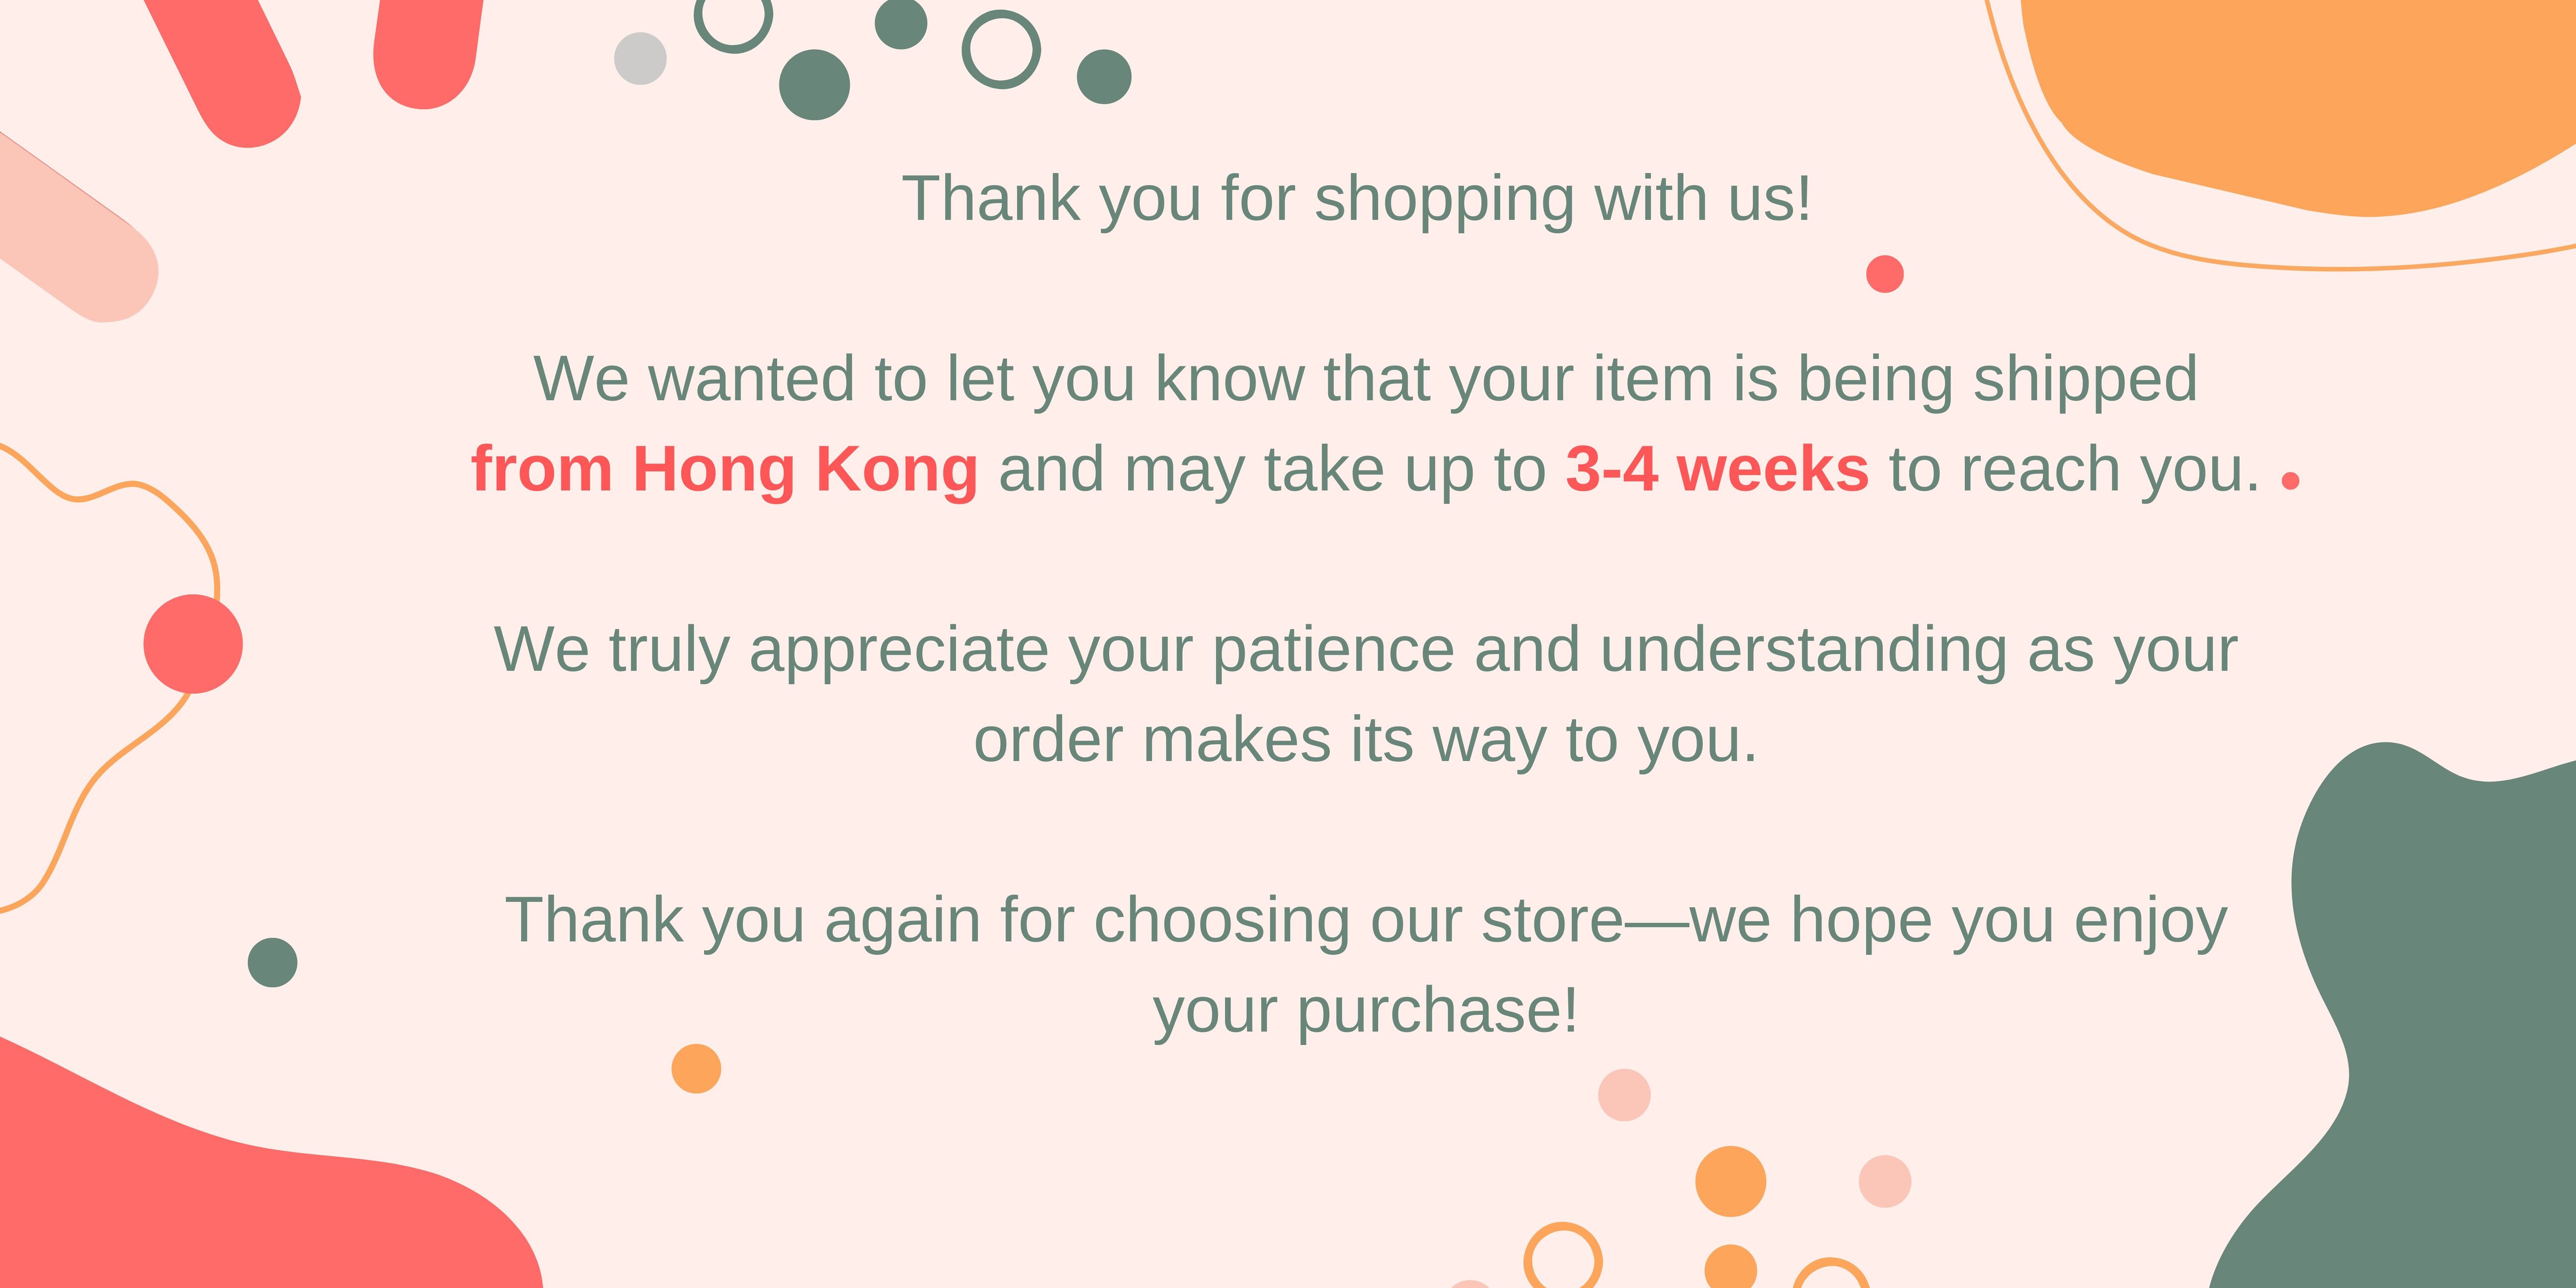 Thank you for shopping with us!
We wanted to let you know that your item is being shipped
from Hong Kong and may take up to 3-4 weeks to reach you.
We truly appreciate your patience and understanding as your
order makes its way to you.
Thank you again for choosing our store—we hope you enjoy
your purchase!